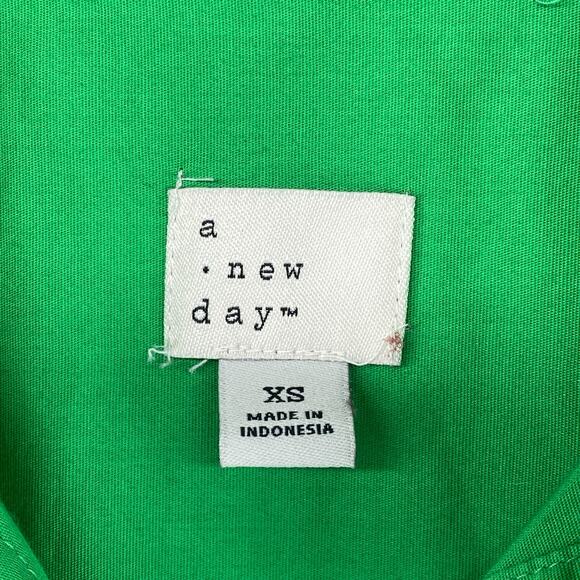 a
· new
day™
XS
MADE IN
INDONESIA